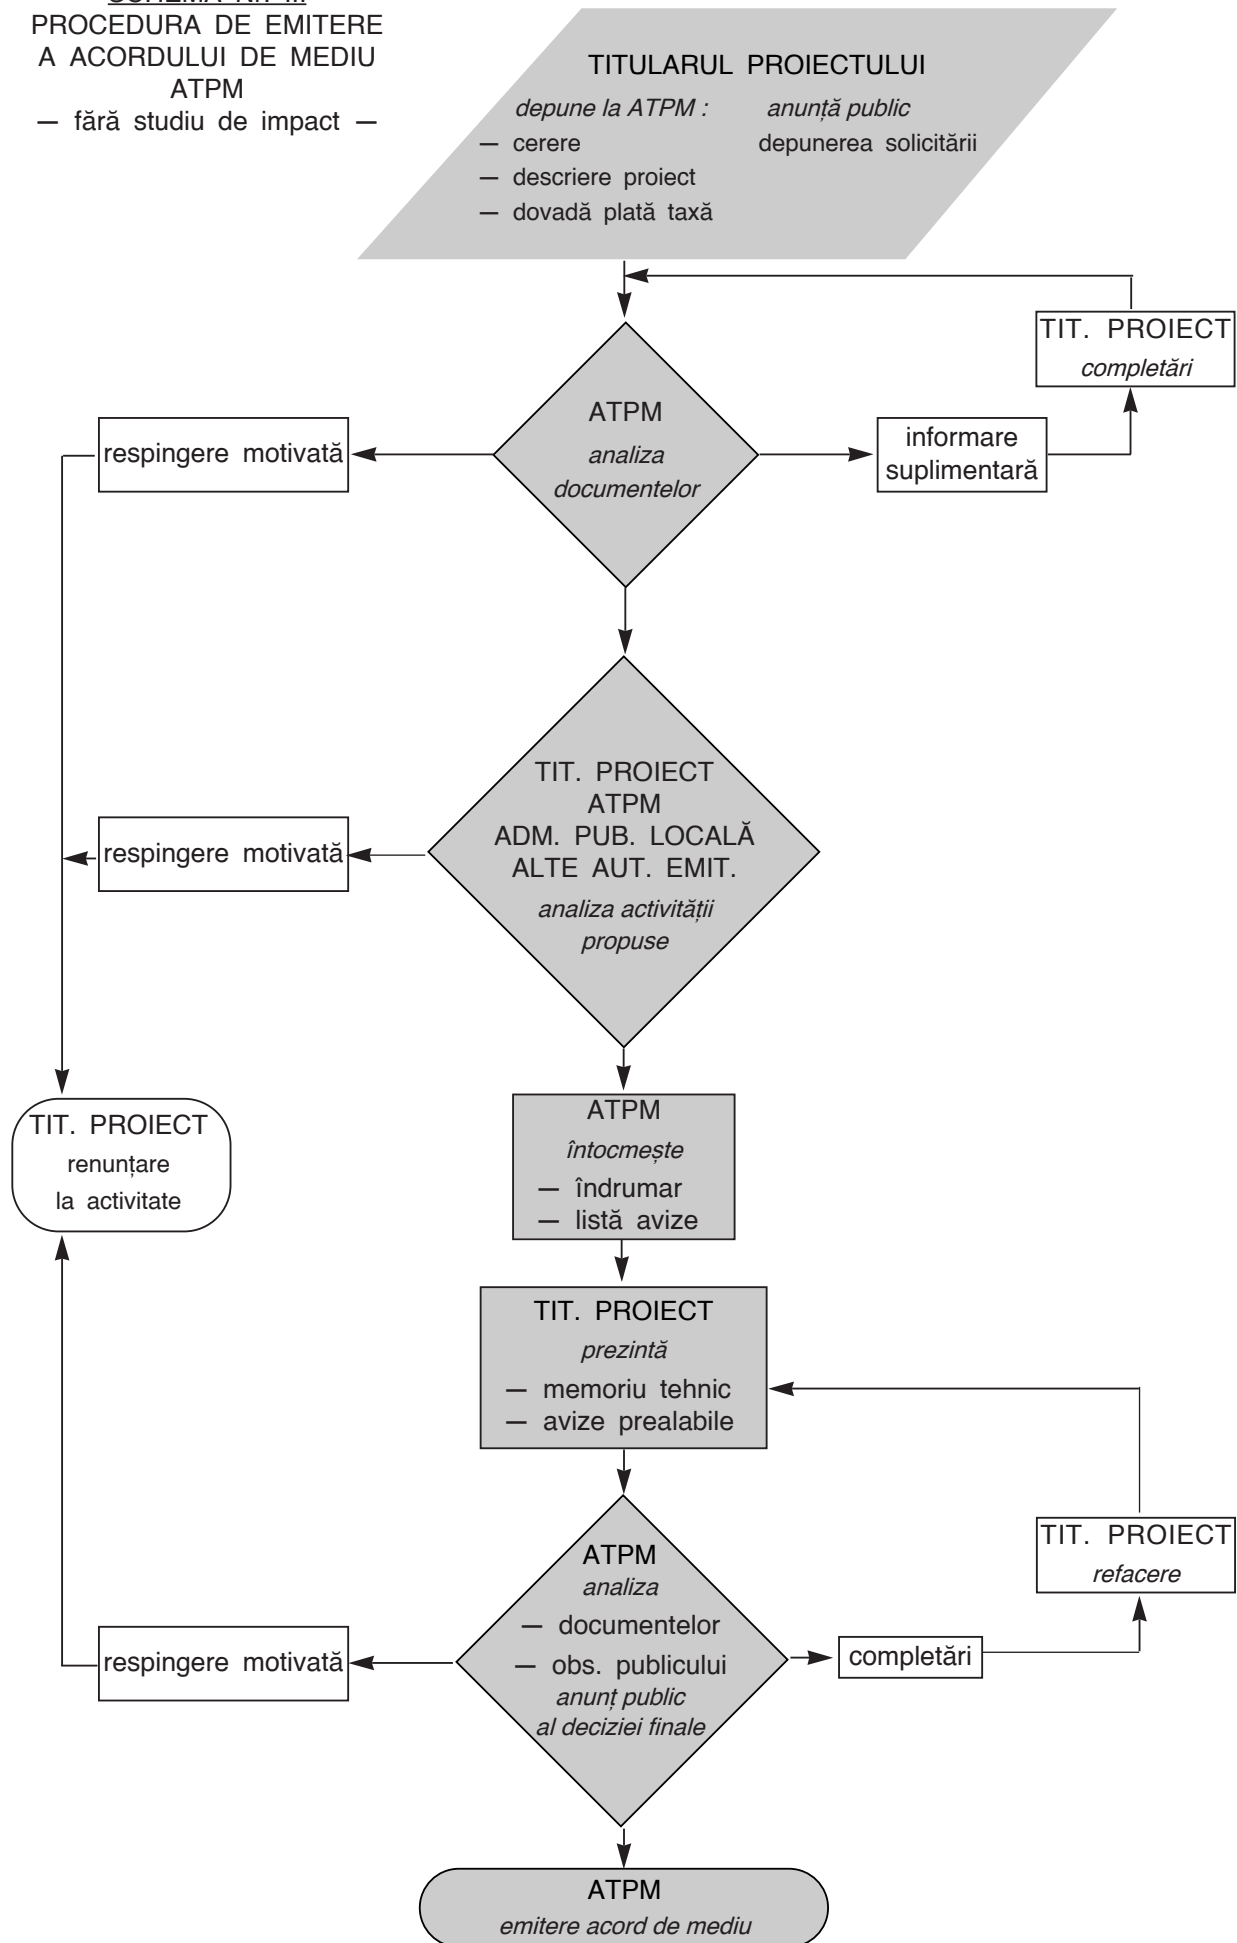 PROCEDURA DE EMITERE
A ACORDULUI DE MEDIU
ATPM
— fără studiu de impact —
TITULARUL PROIECTULUI
depune la ATPM : anunță public
— cerere depunerea solicitării
— descriere proiect
— dovadă plată taxă
TIT. PROIECT
completări
ATPM
analiza
documentelor
respingere motivată
informare
suplimentară
TIT. PROIECT
ATPM
ADM. PUB. LOCALĂ
ALTE AUT. EMIT.
analiza activității
propuse
respingere motivată
ATPM
întocmește
— îndrumar
— listă avize
TIT. PROIECT
renunțare
la activitate
TIT. PROIECT
prezintă
— memoriu tehnic
— avize prealabile
TIT. PROIECT
refacere
ATPM
analiza
— documentelor
— obs. publicului
anunț public
al deciziei finale
respingere motivată
completări
ATPM
emitere acord de mediu